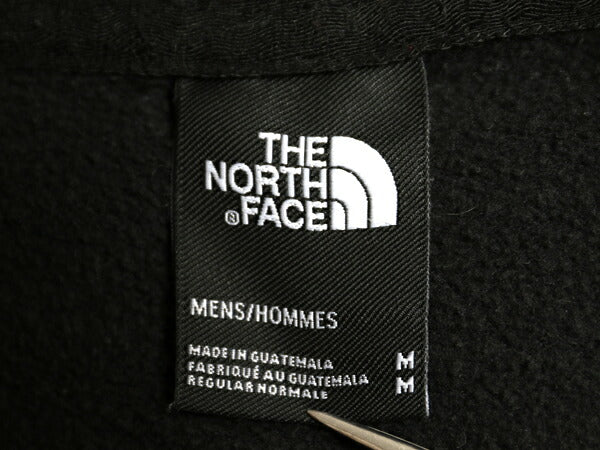 THE
NORTH
FACE
®
MENS/HOMMES
MADE IN GUATEMALA M
FABRIQUÉ AU GUATEMALA M
REGULAR NORMALE